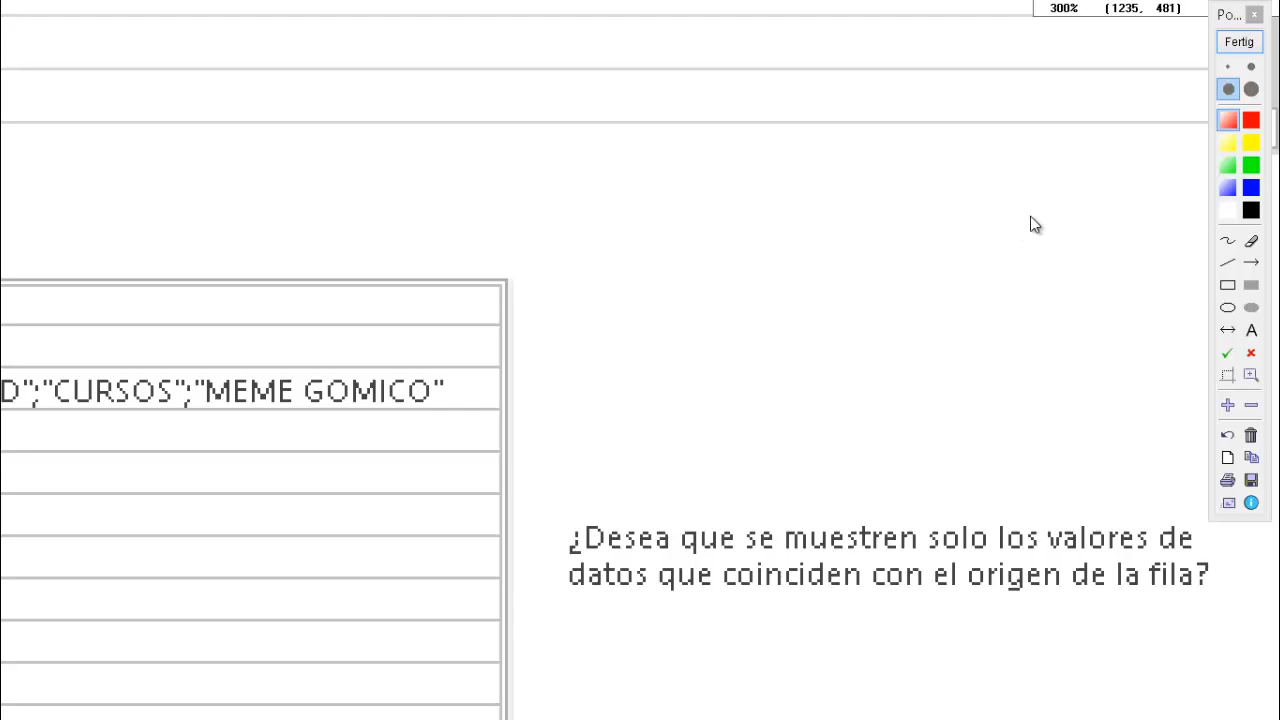 300% (1235, 481)
Po...
Fertig
A
D";"CURSOS";"MEME GOMICO"
¿Desea que se muestren solo los valores de
datos que coinciden con el origen de la fila?